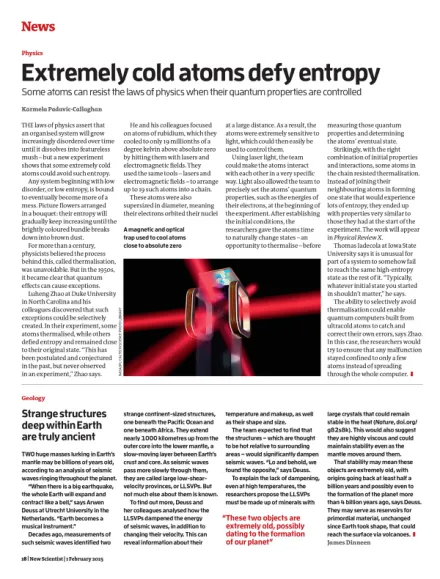 News
Physics
Extremely cold atoms defy entropy
Some atoms can resist the laws of physics when their quantum properties are controlled
Karmela Padavic-Callaghan
THE laws of physics assert that
an organised system will grow
increasingly disordered over time
until it dissolves into featureless
mush – but a new experiment
shows that some extremely cold
atoms could avoid such entropy.
Any system beginning with low
disorder, or low entropy, is bound
to eventually become more of a
mess. Picture flowers arranged
in a bouquet: their entropy will
gradually keep increasing until the
brightly coloured bundle breaks
down into brown dust.
For more than a century,
physicists believed the process
behind this, called thermalisation,
was unavoidable. But in the 1950s,
it became clear that quantum
effects can cause exceptions.
Luheng Zhao at Duke University
in North Carolina and his
colleagues discovered that such
exceptions could be selectively
created. In their experiment, some
atoms thermalised, while others
defied entropy and remained close
to their original state. “This has
been postulated and conjectured
in the past, but never observed
in an experiment,” Zhao says.
He and his colleagues focused
on atoms of rubidium, which they
cooled to only 19 millionths of a
degree kelvin above absolute zero
by hitting them with lasers and
electromagnetic fields. They
used the same tools – lasers and
electromagnetic fields – to arrange
up to 19 such atoms into a chain.
These atoms were also
supersized in diameter, meaning
their electrons orbited their nuclei
A magnetic and optical
trap used to cool atoms
close to absolute zero
at a large distance. As a result, the
atoms were extremely sensitive to
light, which could then easily be
used to control them.
Using laser light, the team
could make the atoms interact
with each other in a very specific
way. Light also allowed the team to
precisely set the atoms’ quantum
properties, such as the energies of
their electrons, at the beginning of
the experiment. After establishing
the initial conditions, the
researchers gave the atoms time
to naturally change states – an
opportunity to thermalise – before
measuring those quantum
properties and determining
the atoms’ eventual state.
Strikingly, with the right
combination of initial properties
and interactions, some atoms in
the chain resisted thermalisation.
Instead of joining their
neighbouring atoms in forming
one state that would experience
lots of entropy, they ended up
with properties very similar to
those they had at the start of the
experiment. The work will appear
in Physical Review X.
Thomas Iadecola at Iowa State
University says it is unusual for
part of a system to somehow fail
to reach the same high-entropy
state as the rest of it. “Typically,
whatever initial state you started
in shouldn’t matter,” he says.
The ability to selectively avoid
thermalisation could enable
quantum computers built from
ultracold atoms to catch and
correct their own errors, says Zhao.
In this case, the researchers would
try to ensure that any malfunction
stayed confined to only a few
atoms instead of spreading
through the whole computer.
Geology
Strange structures
deep within Earth
are truly ancient
TWO huge masses lurking in Earth’s
mantle may be billions of years old,
according to an analysis of seismic
waves ringing throughout the planet.
“When there is a big earthquake,
the whole Earth will expand and
contract like a bell,” says Arwen
Deuss at Utrecht University in the
Netherlands. “Earth becomes a
musical instrument.”
Decades ago, measurements of
such seismic waves identified two
strange continent-sized structures,
one beneath the Pacific Ocean and
one beneath Africa. They extend
nearly 1000 kilometres up from the
outer core into the lower mantle, a
slow-moving layer between Earth’s
crust and core. As seismic waves
pass more slowly through them,
they are called large low-shear-
velocity provinces, or LLSVPs. But
not much else about them is known.
To find out more, Deuss and
her colleagues analysed how the
LLSVPs dampened the energy
of seismic waves, in addition to
changing their velocity. This can
reveal information about their
temperature and makeup, as well
as their shape and size.
The team expected to find that
the structures – which are thought
to be hot relative to surrounding
areas – would significantly dampen
seismic waves. “Lo and behold, we
found the opposite,” says Deuss.
To explain the lack of dampening,
even at high temperatures, the
researchers propose the LLSVPs
must be made up of minerals with
“These two objects are
extremely old, possibly
dating to the formation
of our planet”
large crystals that could remain
stable in the heat (Nature, doi.org/
g82s8k). This would also suggest
they are highly viscous and could
maintain stability even as the
mantle moves around them.
That stability may mean these
objects are extremely old, with
origins going back at least half a
billion years and possibly even to
the formation of the planet more
than 4 billion years ago, says Deuss.
They may serve as reservoirs for
primordial material, unchanged
since Earth took shape, that could
reach the surface via volcanoes.
James Dinneen
18 | New Scientist | 1 February 2025